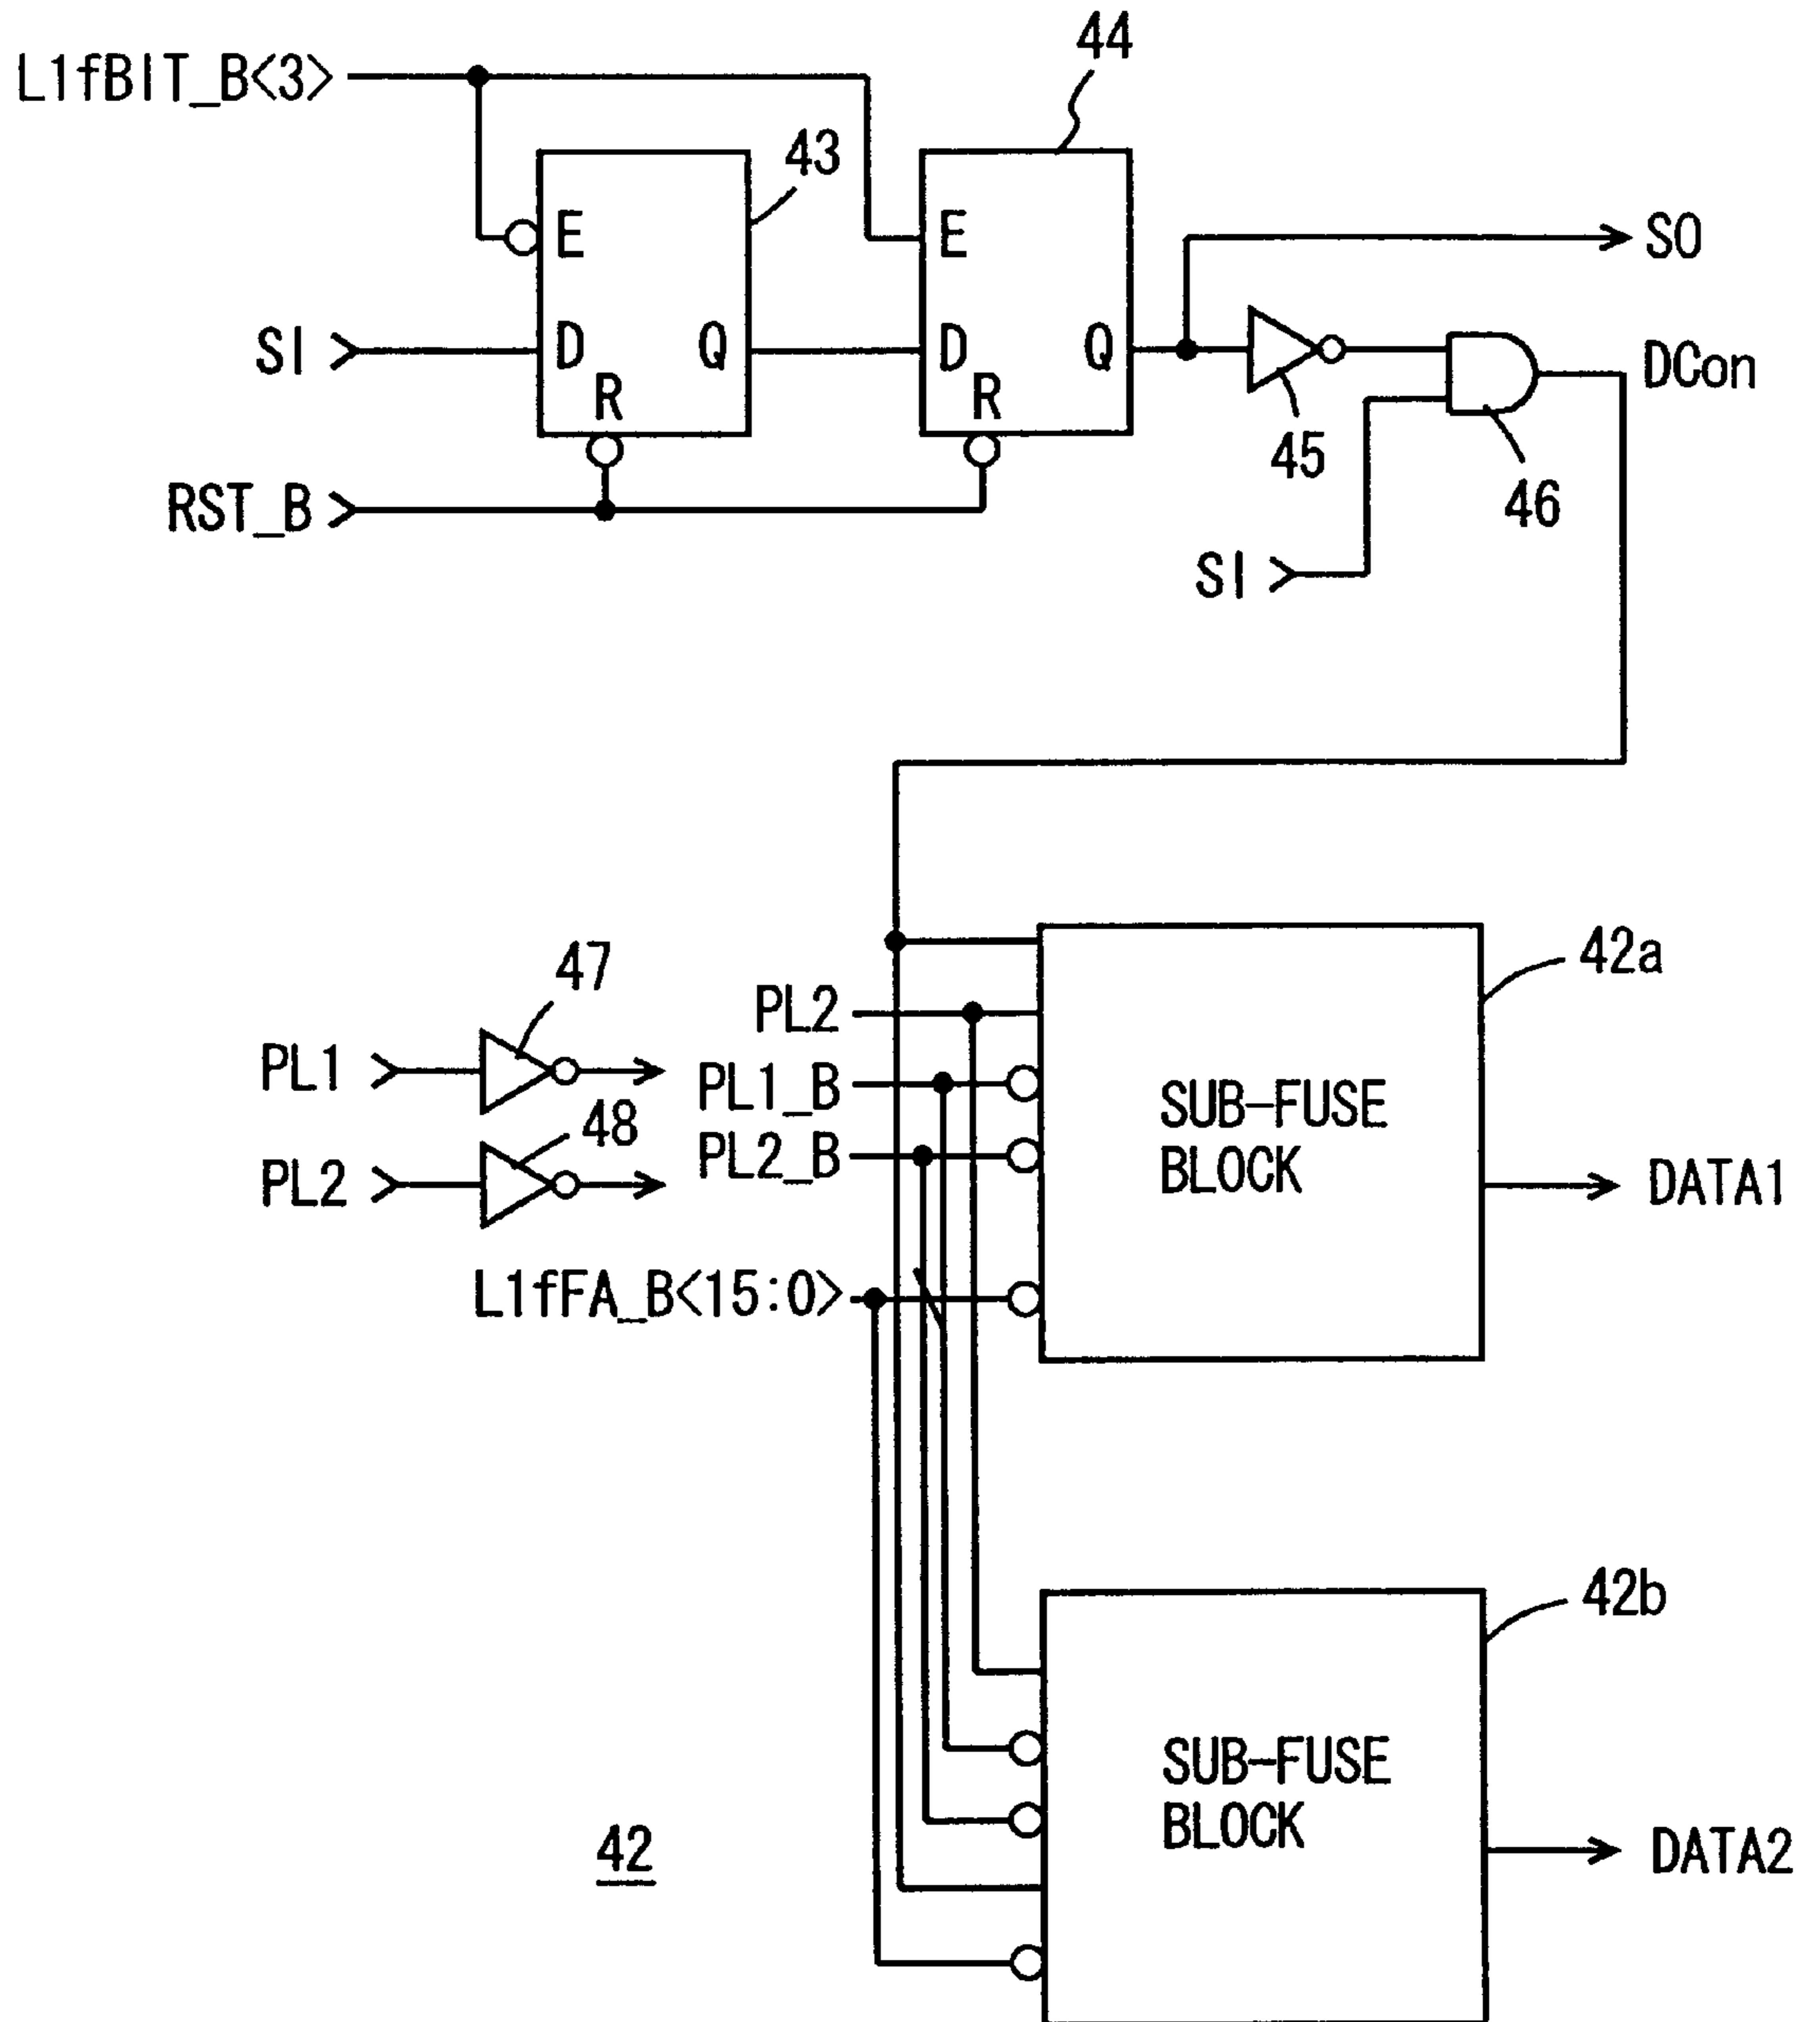 44
L1fBIT_B<3>
43
E
E
SO
SI
D
Q
D
Q
DCon
R
R
45
46
RST_B
SI
42a
47
PL2
PL1
PL1_B
SUB-FUSE
BLOCK
48
PL2_B
PL2
DATA1
L1fFA_B<15:0>
42b
SUB-FUSE
BLOCK
42
DATA2